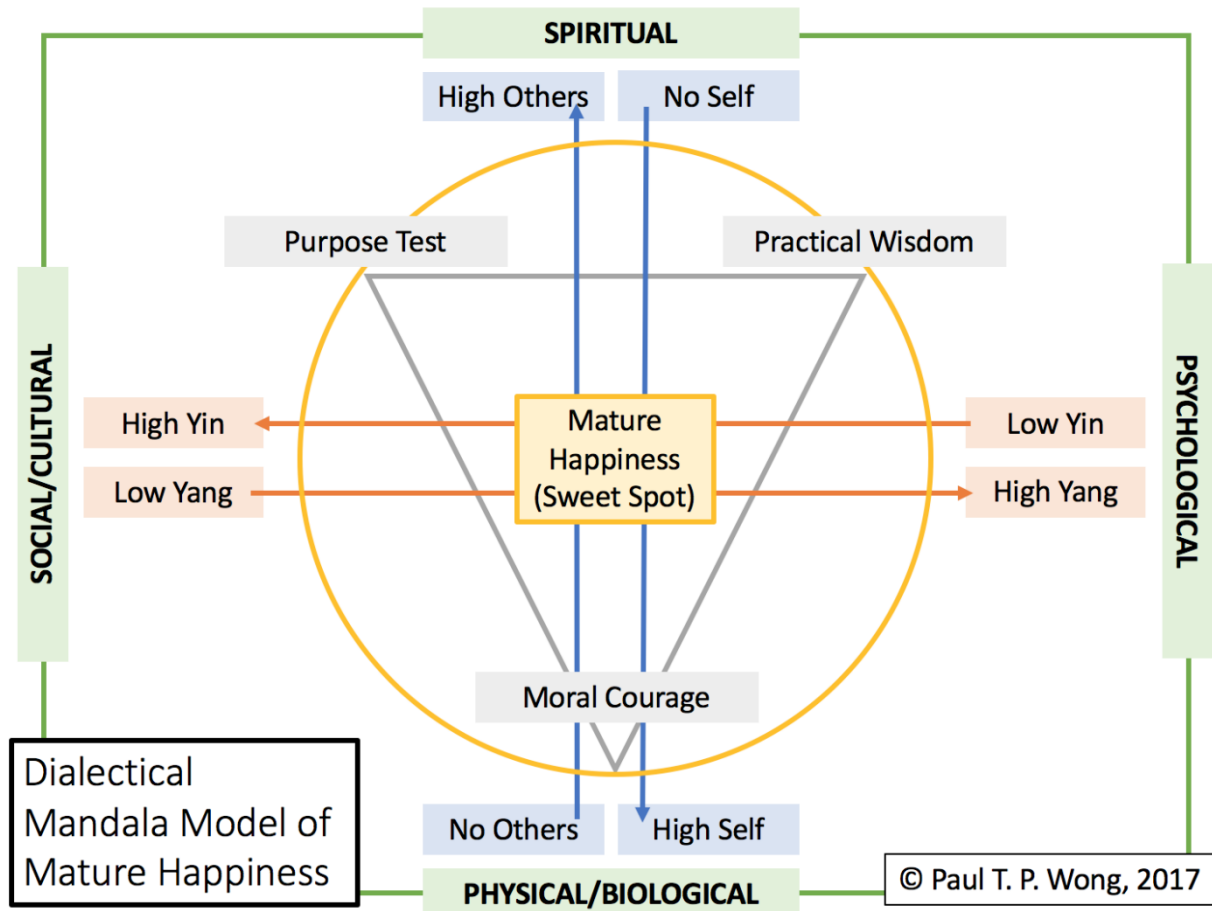 SPIRITUAL
High Others
No Self
Purpose Test
Practical Wisdom
SOCIAL/CULTURAL
PSYCHOLOGICAL
High Yin
Mature
Happiness
(Sweet Spot)
Low Yin
Low Yang
High Yang
Moral Courage
Dialectical
Mandala Model of
Mature Happiness
No Others
High Self
PHYSICAL/BIOLOGICAL
© Paul T. P. Wong, 2017